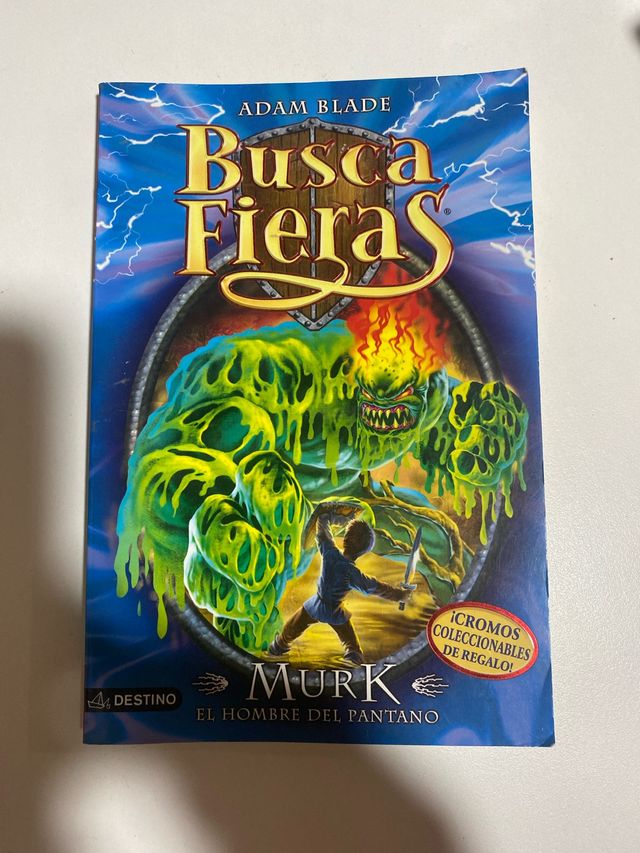 ADAM BLADE
BUSCA
FIERAS®
¡CROMOS
COLECCIONABLES
DE REGALO!
MURK
EL HOMBRE DEL PANTANO
DESTINO